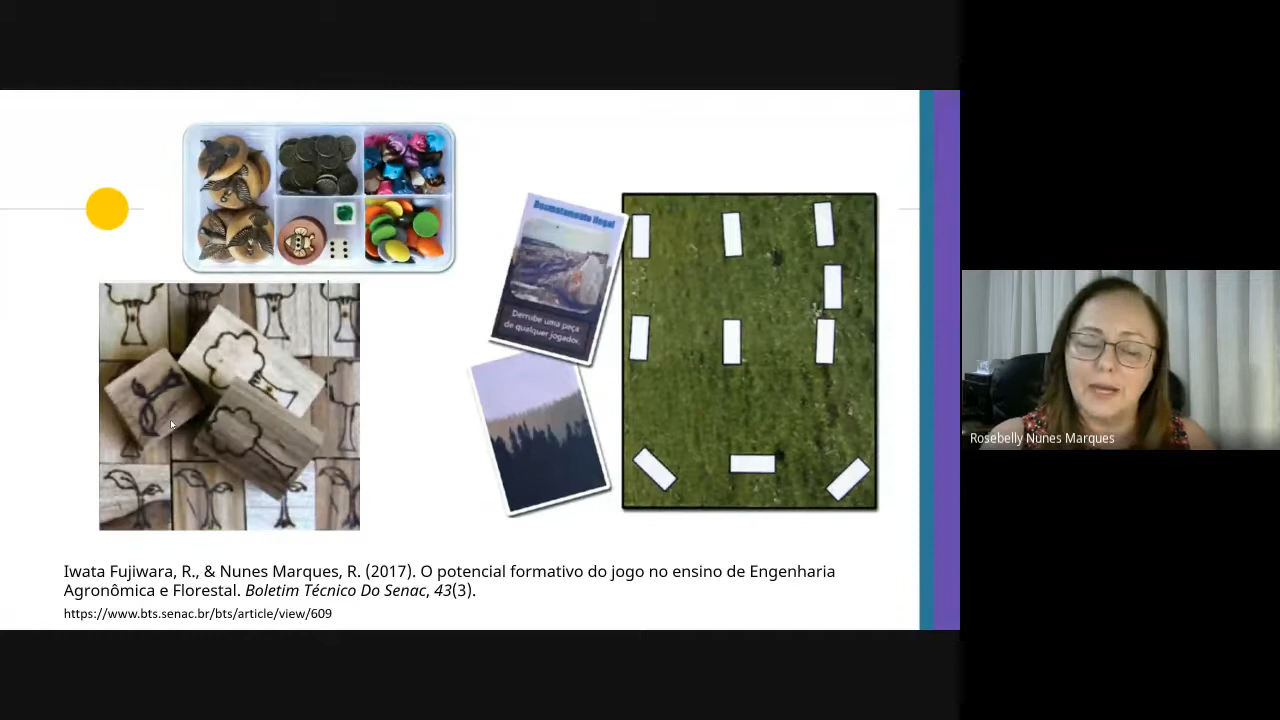 Desmatamento Ilegal
Derrube uma peça
de qualquer jogador.
Iwata Fujiwara, R., & Nunes Marques, R. (2017). O potencial formativo do jogo no ensino de Engenharia
Agronômica e Florestal. Boletim Técnico Do Senac, 43(3).
https://www.bts.senac.br/bts/article/view/609
Rosebelly Nunes Marques